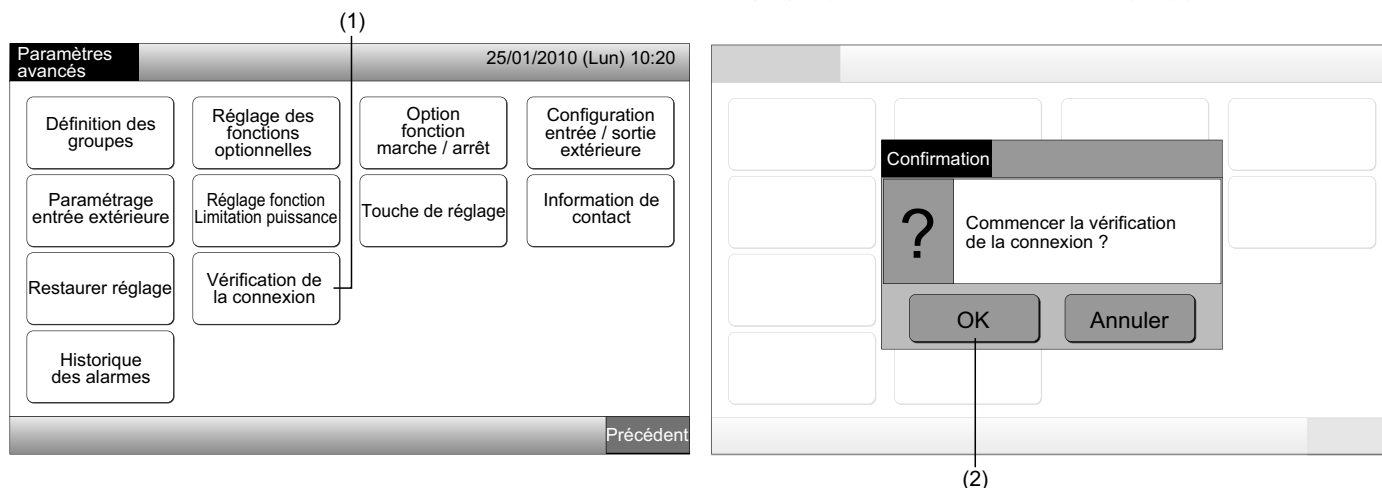 (1)
Paramètres
avancés
25/01/2010 (Lun) 10:20
Définition des
groupes
Réglage des
fonctions
optionnelles
Option
fonction
marche / arrêt
Configuration
entrée / sortie
extérieure
Paramétrage
entrée extérieure
Réglage fonction
Limitation puissance
Touche de réglage
Information de
contact
Restaurer réglage
Vérification de
la connexion
Historique
des alarmes
Précédent
Confirmation
?
Commencer la vérification
de la connexion ?
OK
Annuler
(2)